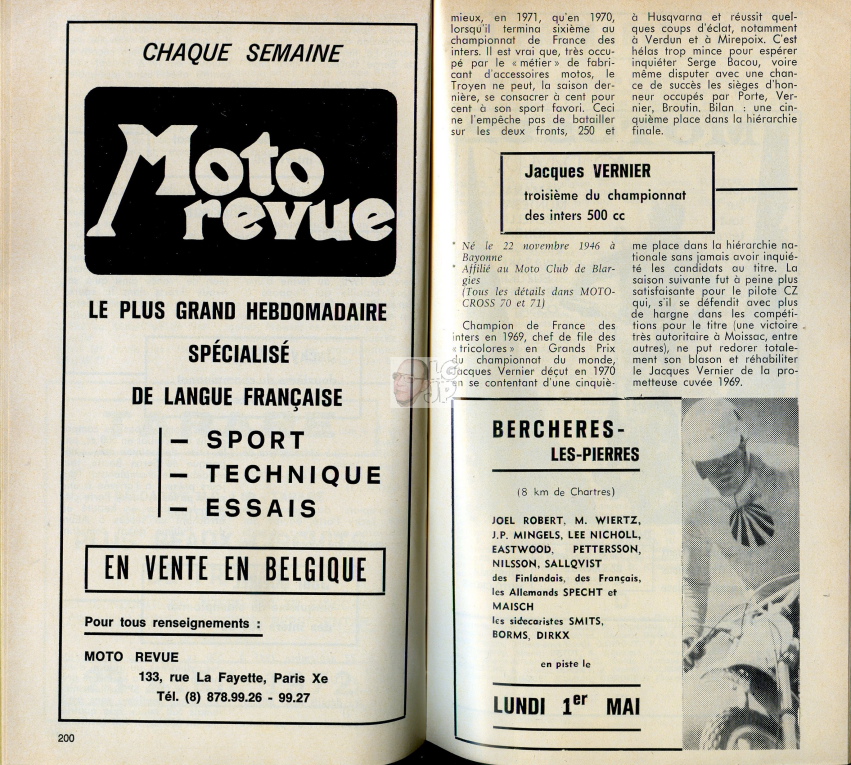 CHAQUE SEMAINE
Moto
revue
LE PLUS GRAND HEBDOMADAIRE
SPÉCIALISÉ
DE LANGUE FRANÇAISE
– SPORT
– TECHNIQUE
– ESSAIS
EN VENTE EN BELGIQUE
Pour tous renseignements :
MOTO REVUE
133, rue La Fayette, Paris Xe
Tél. (8) 878.99.26 - 99.27
200
mieux, en 1971, qu'en 1970,
lorsqu'il termina sixième au
championnat de France des
inters. Il est vrai que, très occu-
pé par le « métier » de fabri-
cant d'accessoires motos, le
Troyen ne peut, la saison der-
nière, se consacrer à cent pour
cent à son sport favori. Ceci
ne l'empêche pas de batailler
sur les deux fronts, 250 et
à Husqvarna et réussit quel-
ques coups d'éclat, notamment
à Verdun et à Mirepoix. C'est
hélas trop mince pour espérer
inquiéter Serge Bacou, voire
même disputer avec une chan-
ce de succès les sièges d'hon-
neur occupés par Porte, Ver-
nier, Broutin. Bilan : une cin-
quième place dans la hiérarchie
finale.
Jacques VERNIER
troisième du championnat
des inters 500 cc
* Né le 22 novembre 1946 à
Bayonne
* Affilié au Moto Club de Blar-
gies
(Tous les détails dans MOTO-
CROSS 70 et 71)
Champion de France des
inters en 1969, chef de file des
« tricolores » en Grands Prix
du championnat du monde,
Jacques Vernier déçut en 1970
en se contentant d'une cinquiè-
me place dans la hiérarchie na-
tionale sans jamais avoir inquié-
té les candidats au titre. La
saison suivante fut à peine plus
satisfaisante pour le pilote CZ
qui, s'il se défendit avec plus
de hargne dans les compéti-
tions pour le titre (une victoire
très autoritaire à Moissac, entre
autres), ne put redorer totale-
ment son blason et réhabiliter
le Jacques Vernier de la pro-
metteuse cuvée 1969.
BERCHERES-
LES-PIERRES
(8 km de Chartres)
JOEL ROBERT, M. WIERTZ,
J.P. MINGELS, LEE NICHOLL,
EASTWOOD, PETTERSSON,
NILSSON, SALLQVIST
des Finlandais, des Français,
les Allemands SPECHT et
MAISCH
les sidecaristes SMITS,
BORMS, DIRKX
en piste le
LUNDI 1er MAI